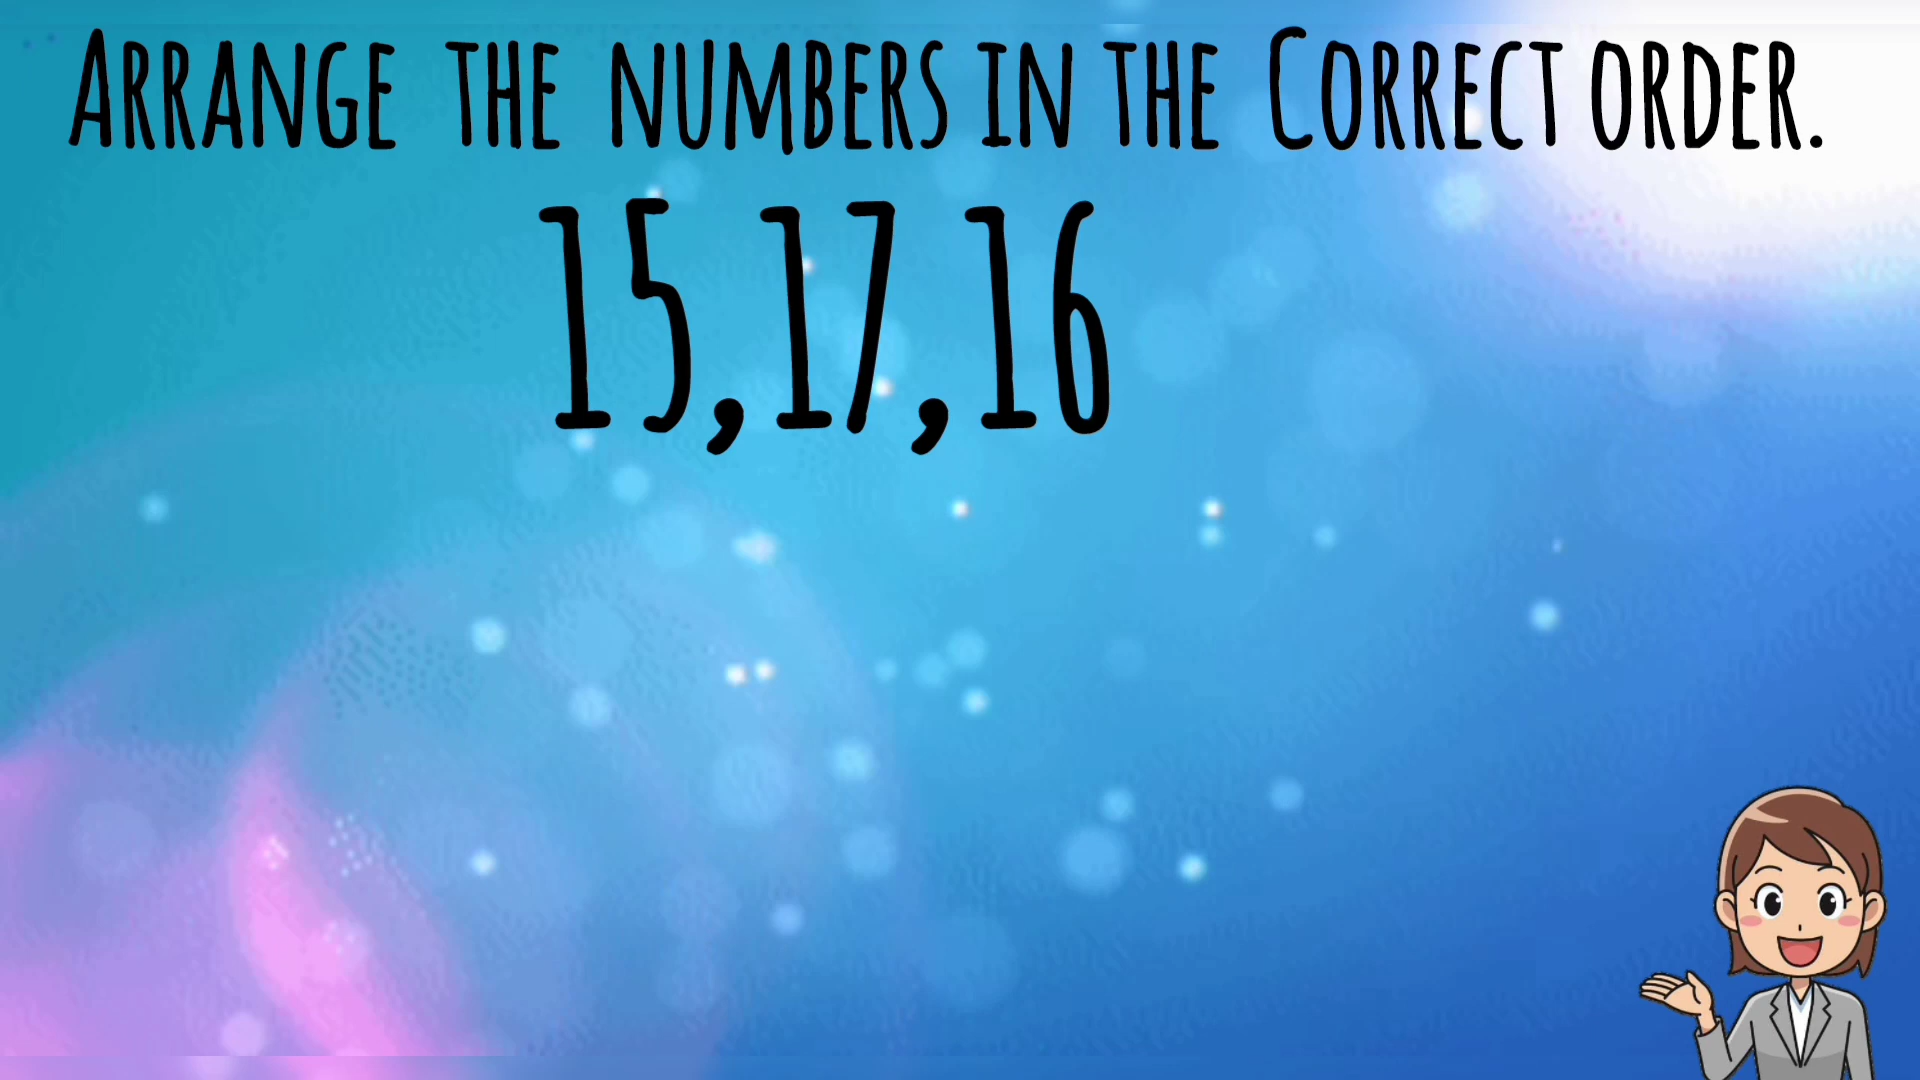 Arrange the numbers in the Correct order.
15,17,16